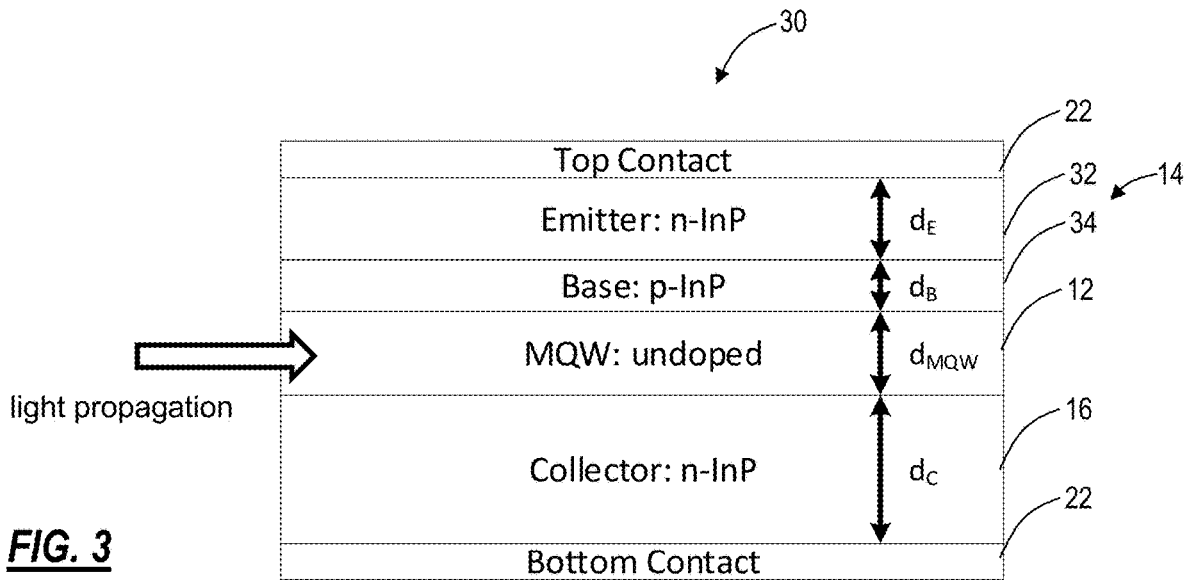 30
22
Top Contact
32
14
Emitter: n-InP
dE
34
Base: p-InP
dB
12
MQW: undoped
dMQW
light propagation
16
Collector: n-InP
dC
22
FIG. 3
Bottom Contact